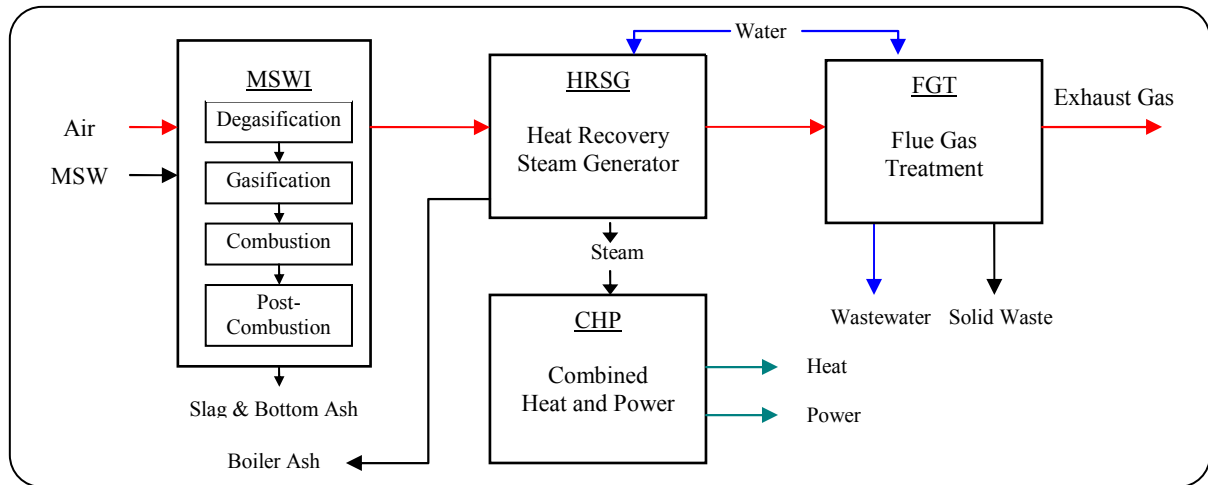 Water
MSWI
Degasification
Gasification
Combustion
Post-
Combustion
Air
MSW
HRSG
Heat Recovery
Steam Generator
FGT
Flue Gas
Treatment
Exhaust Gas
Steam
CHP
Combined
Heat and Power
Wastewater
Solid Waste
Heat
Power
Slag & Bottom Ash
Boiler Ash